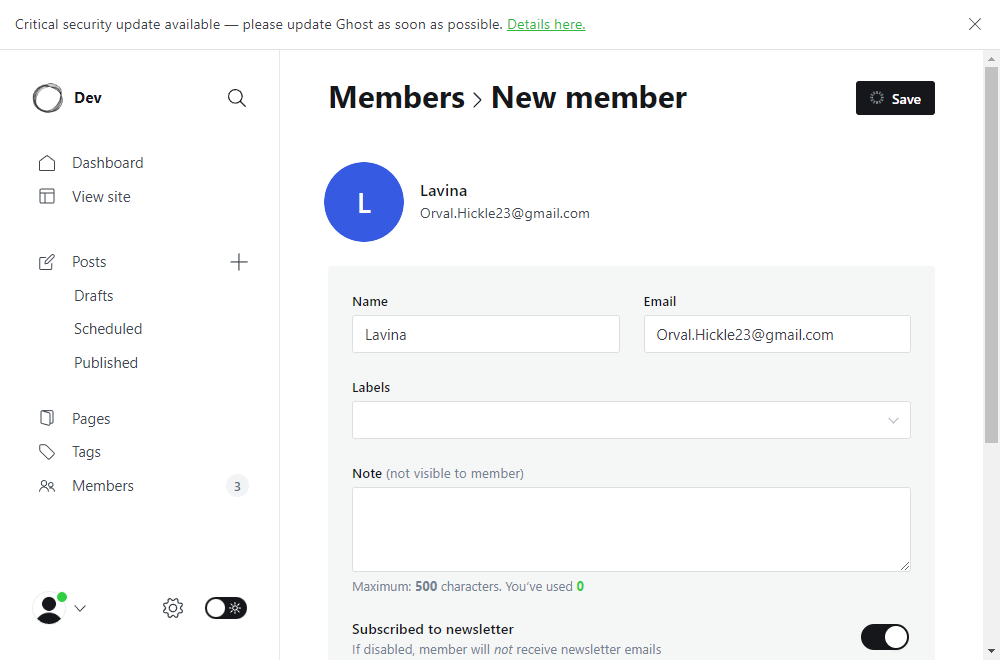 Critical security update available — please update Ghost as soon as possible. Details here.
Dev
Dashboard
View site
Posts
Drafts
Scheduled
Published
Pages
Tags
Members 3
Members > New member
Save
L
Lavina
Orval.Hickle23@gmail.com
Name
Lavina
Email
Orval.Hickle23@gmail.com
Labels
Note (not visible to member)
Maximum: 500 characters. You've used 0
Subscribed to newsletter
If disabled, member will not receive newsletter emails